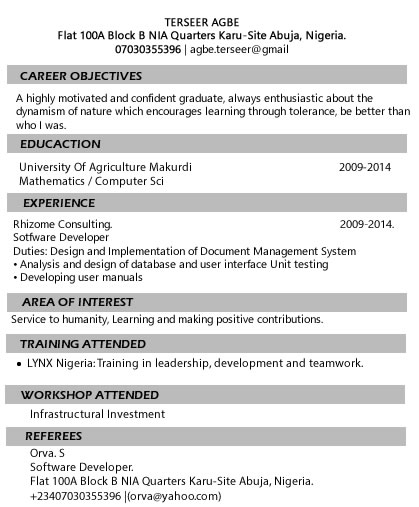 TERSEER AGBE
Flat 100A Block B NIA Quarters Karu-Site Abuja, Nigeria.
07030355396 | agbe.terseer@gmail
CAREER OBJECTIVES
A highly motivated and confident graduate, always enthusiastic about the
dynamism of nature which encourages learning through tolerance, be better than
who I was.
EDUCACTION
University Of Agriculture Makurdi 2009-2014
Mathematics / Computer Sci
EXPERIENCE
Rhizome Consulting. 2009-2014.
Software Developer
Duties: Design and Implementation of Document Management System
• Analysis and design of database and user interface Unit testing
• Developing user manuals
AREA OF INTEREST
Service to humanity, Learning and making positive contributions.
TRAINING ATTENDED
• LYNX Nigeria: Training in leadership, development and teamwork.
WORKSHOP ATTENDED
Infrastructural Investment
REFEREES
Orva. S
Software Developer.
Flat 100A Block B NIA Quarters Karu-Site Abuja, Nigeria.
+23407030355396 |(orva@yahoo.com)